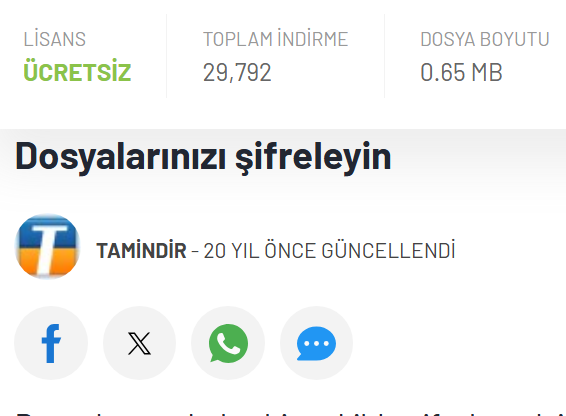 LİSANS TOPLAM İNDİRME DOSYA BOYUTU
ÜCRETSİZ 29,792 0.65 MB
Dosyalarınızı şifreleyin
TAMİNDİR - 20 YIL ÖNCE GÜNCELLENDİ